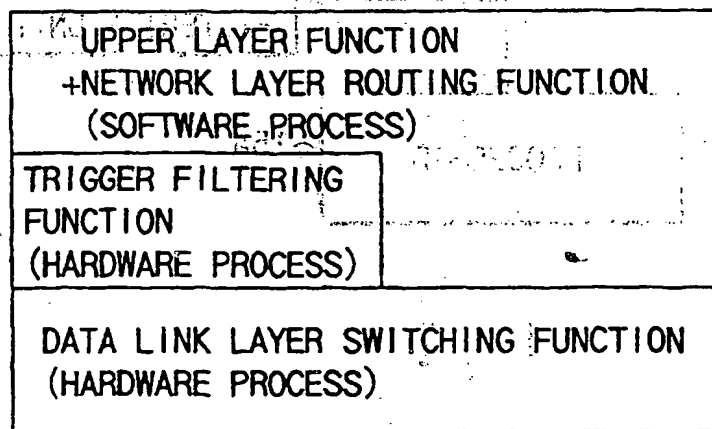 UPPER LAYER FUNCTION
+NETWORK LAYER ROUTING FUNCTION
(SOFTWARE PROCESS)
TRIGGER FILTERING
FUNCTION
(HARDWARE PROCESS)
DATA LINK LAYER SWITCHING FUNCTION
(HARDWARE PROCESS)